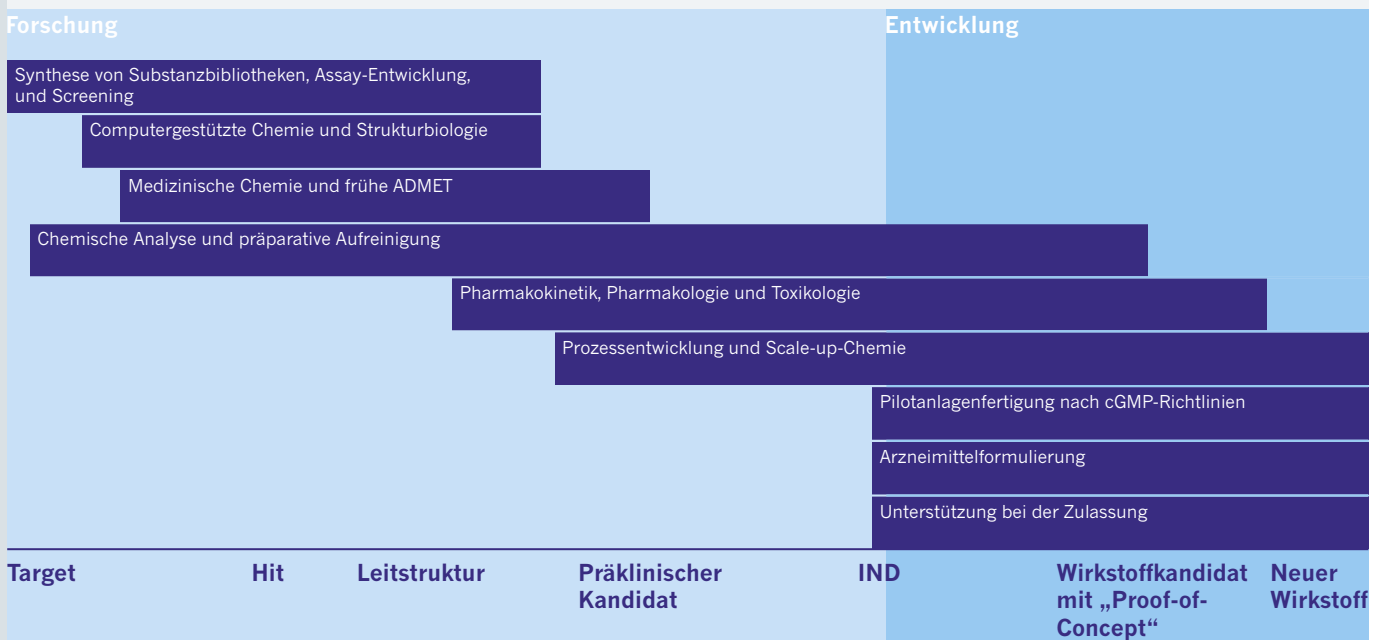 Forschung
Entwicklung
Synthese von Substanzbibliotheken, Assay-Entwicklung,
und Screening
Computergestützte Chemie und Strukturbiologie
Medizinische Chemie und frühe ADMET
Chemische Analyse und präparative Aufreinigung
Pharmakokinetik, Pharmakologie und Toxikologie
Prozessentwicklung und Scale-up-Chemie
Pilotanlagenfertigung nach cGMP-Richtlinien
Arzneimittelformulierung
Unterstützung bei der Zulassung
Target
Hit
Leitstruktur
Präklinischer
Kandidat
IND
Wirkstoffkandidat
mit „Proof-of-
Concept“
Neuer
Wirkstoff